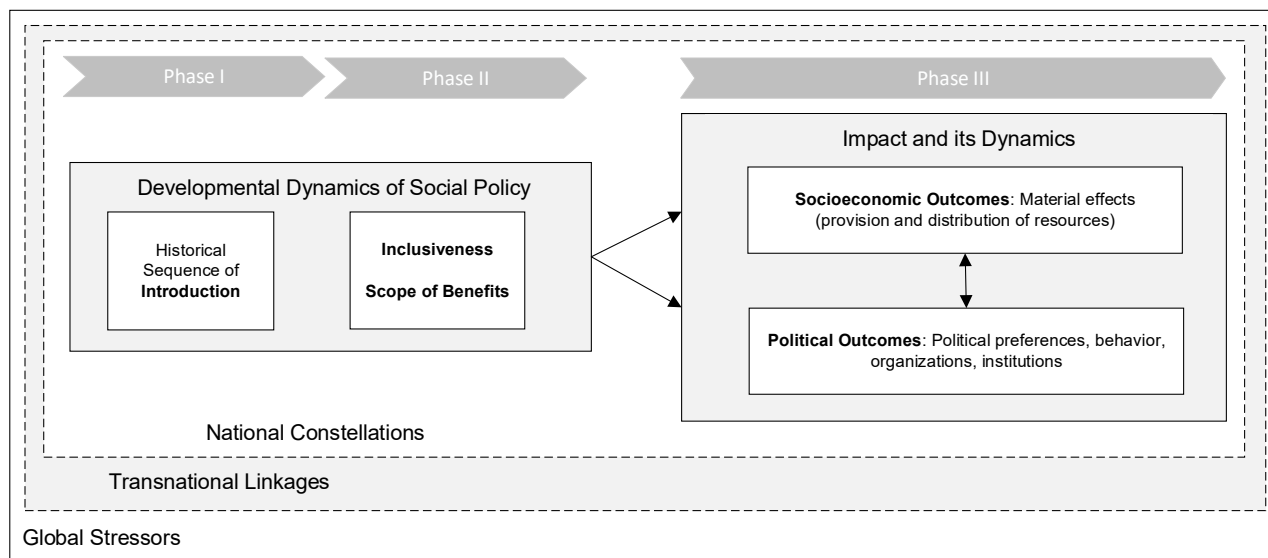 Phase I
Phase II
Phase III
Developmental Dynamics of Social Policy
Historical
Sequence of
Introduction
Inclusiveness
Scope of Benefits
Impact and its Dynamics
Socioeconomic Outcomes: Material effects
(provision and distribution of resources)
Political Outcomes: Political preferences, behavior,
organizations, institutions
National Constellations
Transnational Linkages
Global Stressors